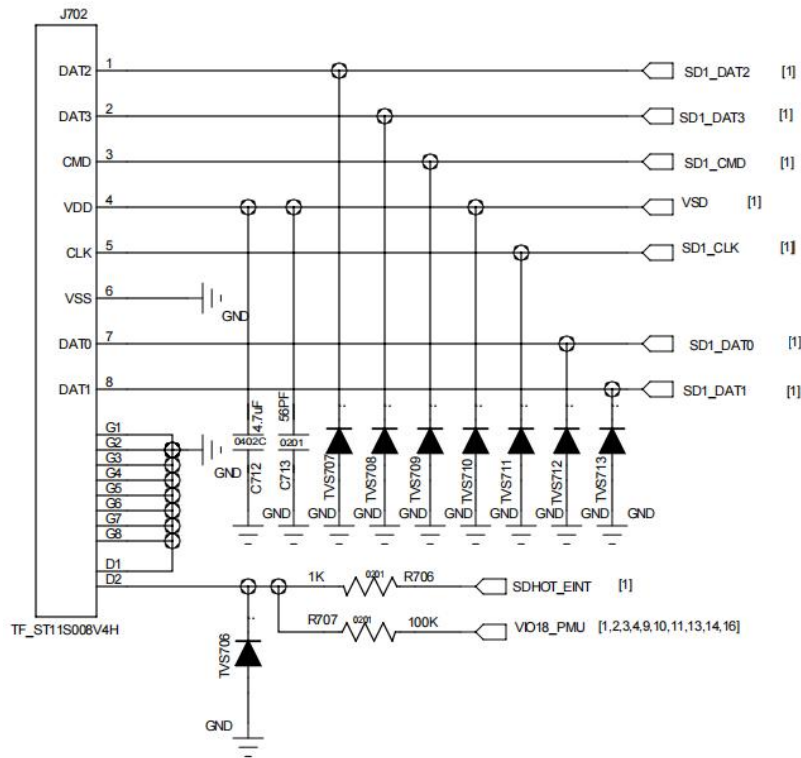 J702
DAT2 1 SD1_DAT2 [1]
DAT3 2 SD1_DAT3 [1]
CMD 3 SD1_CMD [1]
VDD 4 VSD [1]
CLK 5 SD1_CLK [1]
VSS 6
GND
DAT0 7 SD1_DAT0 [1]
DAT1 8 SD1_DAT1 [1]
4.7uF 56PF
0402C 0201
C712 C713 TVS707 TVS708 TVS709 TVS710 TVS711 TVS712 TVS713
G1
G2
GND
G3
G4
G5
G6
GND GND GND GND GND GND GND GND GND
G7
G8
D1
D2 1K 0201 R706 SDHOT_EINT [1]
R707 0201 100K VIO18_PMU [1,2,3,4,9,10,11,13,14,16]
TF_ST11S008V4H
TVS706
GND